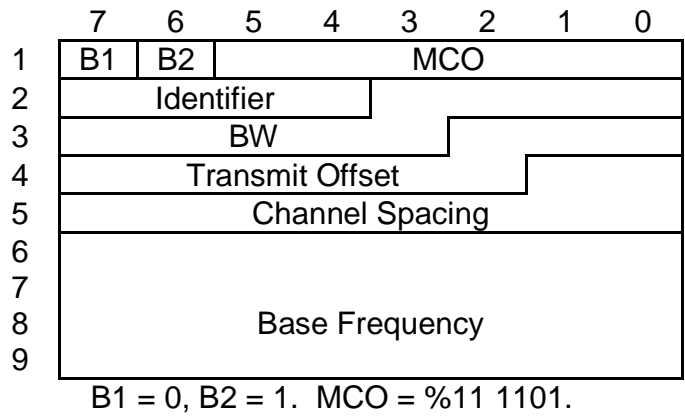 7 6 5 4 3 2 1 0
1 B1 B2 MCO
2 Identifier
3 BW
4 Transmit Offset
5 Channel Spacing
6
7
8 Base Frequency
9
B1 = 0, B2 = 1. MCO = %11 1101.